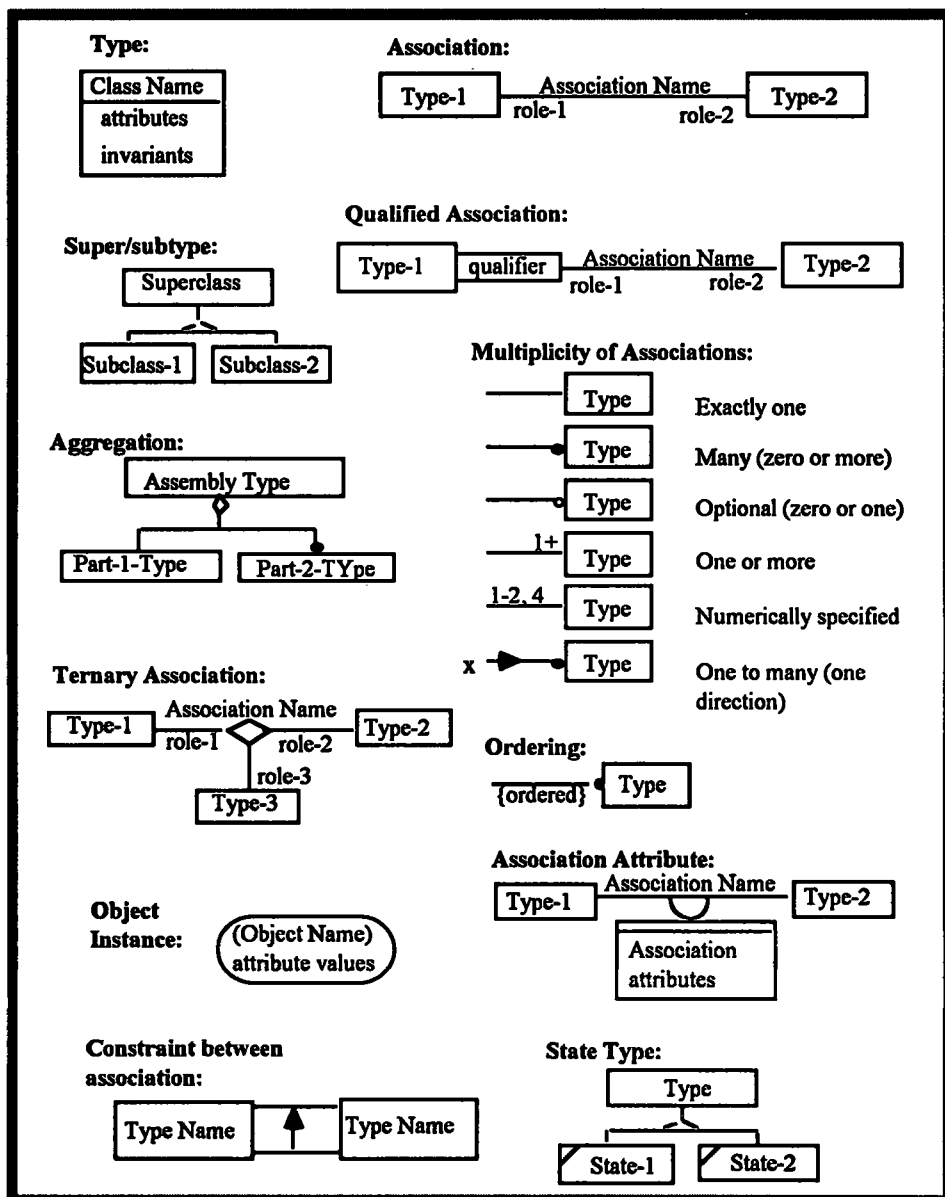 Type:
Class Name
attributes
invariants
Association:
Type-1
Association Name
role-1
role-2
Type-2
Super/subtype:
Superclass
Subclass-1
Subclass-2
Qualified Association:
Type-1
qualifier
Association Name
role-1
role-2
Type-2
Aggregation:
Assembly Type
Part-1-Type
Part-2-TYpe
Multiplicity of Associations:
Type
Exactly one
Type
Many (zero or more)
Type
Optional (zero or one)
1+
Type
One or more
1-2, 4
Type
Numerically specified
x
Type
One to many (one
direction)
Ternary Association:
Type-1
Association Name
role-1
role-2
Type-2
role-3
Type-3
Ordering:
{ordered}
Type
Association Attribute:
Type-1
Association Name
Type-2
Association
attributes
Object
Instance:
(Object Name)
attribute values
Constraint between
association:
Type Name
Type Name
State Type:
Type
State-1
State-2